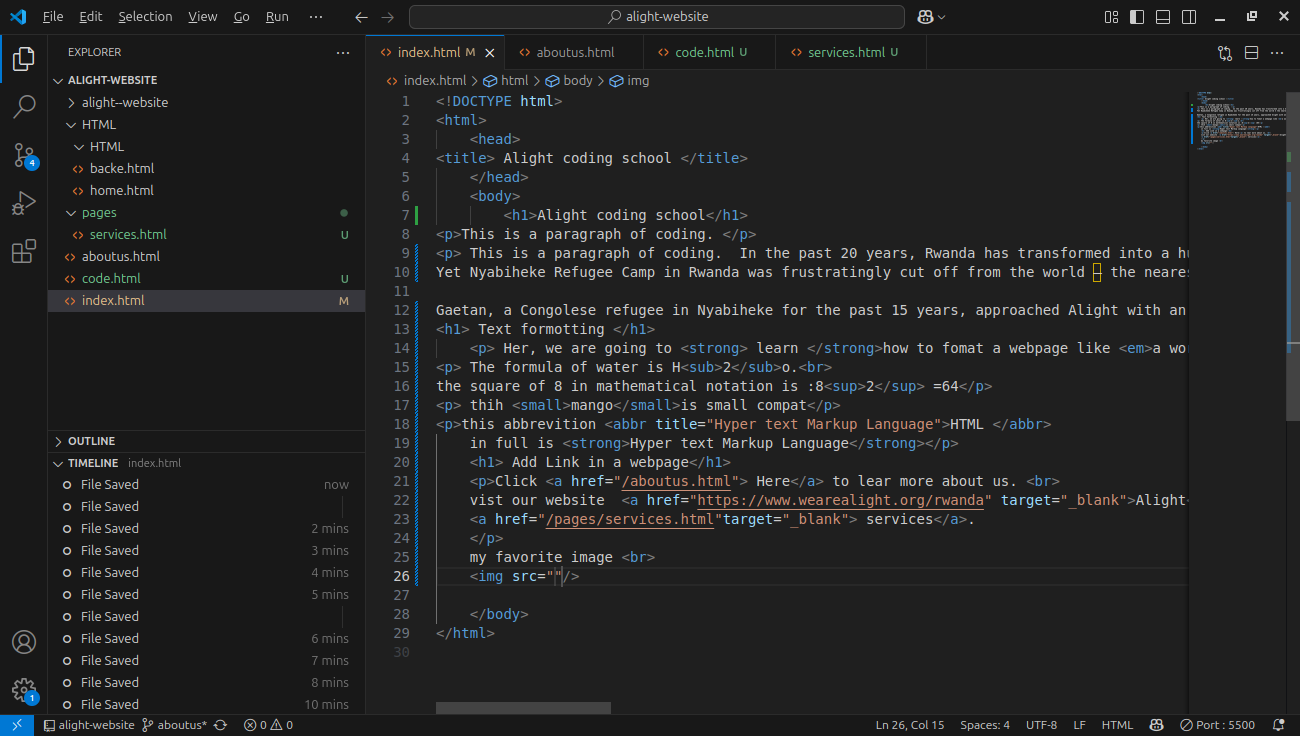 File Edit Selection View Go Run ··· alight-website
EXPLORER ···
ALIGHT-WEBSITE
alight--website
HTML
HTML
backe.html
home.html
pages
services.html U
aboutus.html
code.html U
index.html M
OUTLINE
TIMELINE index.html
File Saved now
File Saved
File Saved 2 mins
File Saved 3 mins
File Saved 4 mins
File Saved 5 mins
File Saved
File Saved 6 mins
File Saved 7 mins
File Saved 8 mins
File Saved 10 mins
4
1
index.html M aboutus.html code.html U services.html U ···
index.html > html > body > img
1 <!DOCTYPE html>
2 <html>
3 <head>
4 <title> Alight coding school </title>
5 </head>
6 <body>
7 <h1>Alight coding school</h1>
8 <p>This is a paragraph of coding. </p>
9 <p> This is a paragraph of coding.  In the past 20 years, Rwanda has transformed into a hu
10 Yet Nyabiheke Refugee Camp in Rwanda was frustratingly cut off from the world – the neares
11
12 Gaetan, a Congolese refugee in Nyabiheke for the past 15 years, approached Alight with an
13 <h1> Text formotting </h1>
14 <p> Her, we are going to <strong> learn </strong>how to fomat a webpage like <em>a wo
15 <p> The formula of water is H<sub>2</sub>o.<br>
16 the square of 8 in mathematical notation is :8<sup>2</sup> =64</p>
17 <p> thih <small>mango</small>is small compat</p>
18 <p>this abbrevition <abbr title="Hyper text Markup Language">HTML </abbr>
19 in full is <strong>Hyper text Markup Language</strong></p>
20 <h1> Add Link in a webpage</h1>
21 <p>Click <a href="/aboutus.html"> Here</a> to lear more about us. <br>
22 vist our website  <a href="https://www.wearealight.org/rwanda" target="_blank">Alight-
23 <a href="/pages/services.html"target="_blank"> services</a>.
24 </p>
25 my favorite image <br>
26 <img src=""/>
27
28 </body>
29 </html>
30
alight-website aboutus* 0 0 Ln 26, Col 15 Spaces: 4 UTF-8 LF HTML Port : 5500